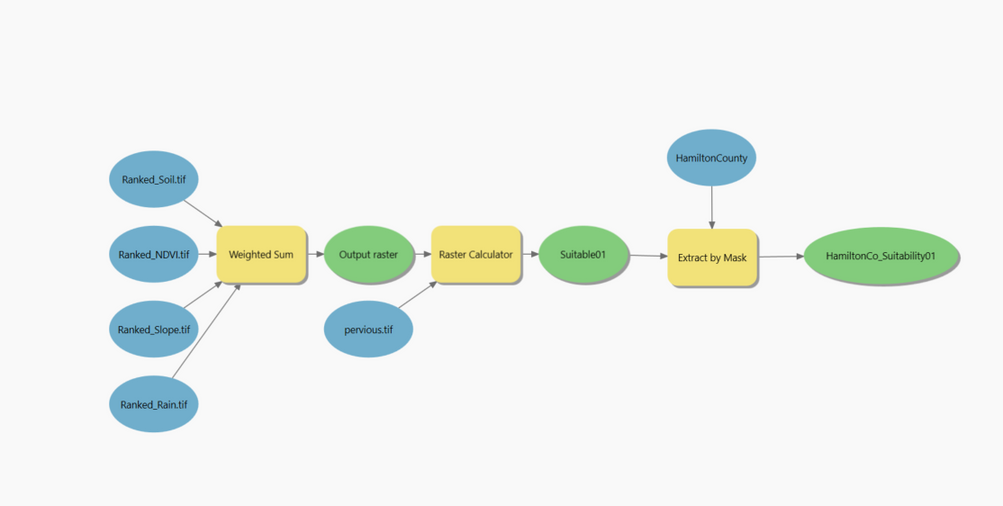 HamiltonCounty
Ranked_Soil.tif
Ranked_NDVI.tif
Weighted Sum
Output raster
Raster Calculator
Suitable01
Extract by Mask
HamiltonCo_Suitability01
Ranked_Slope.tif
pervious.tif
Ranked_Rain.tif